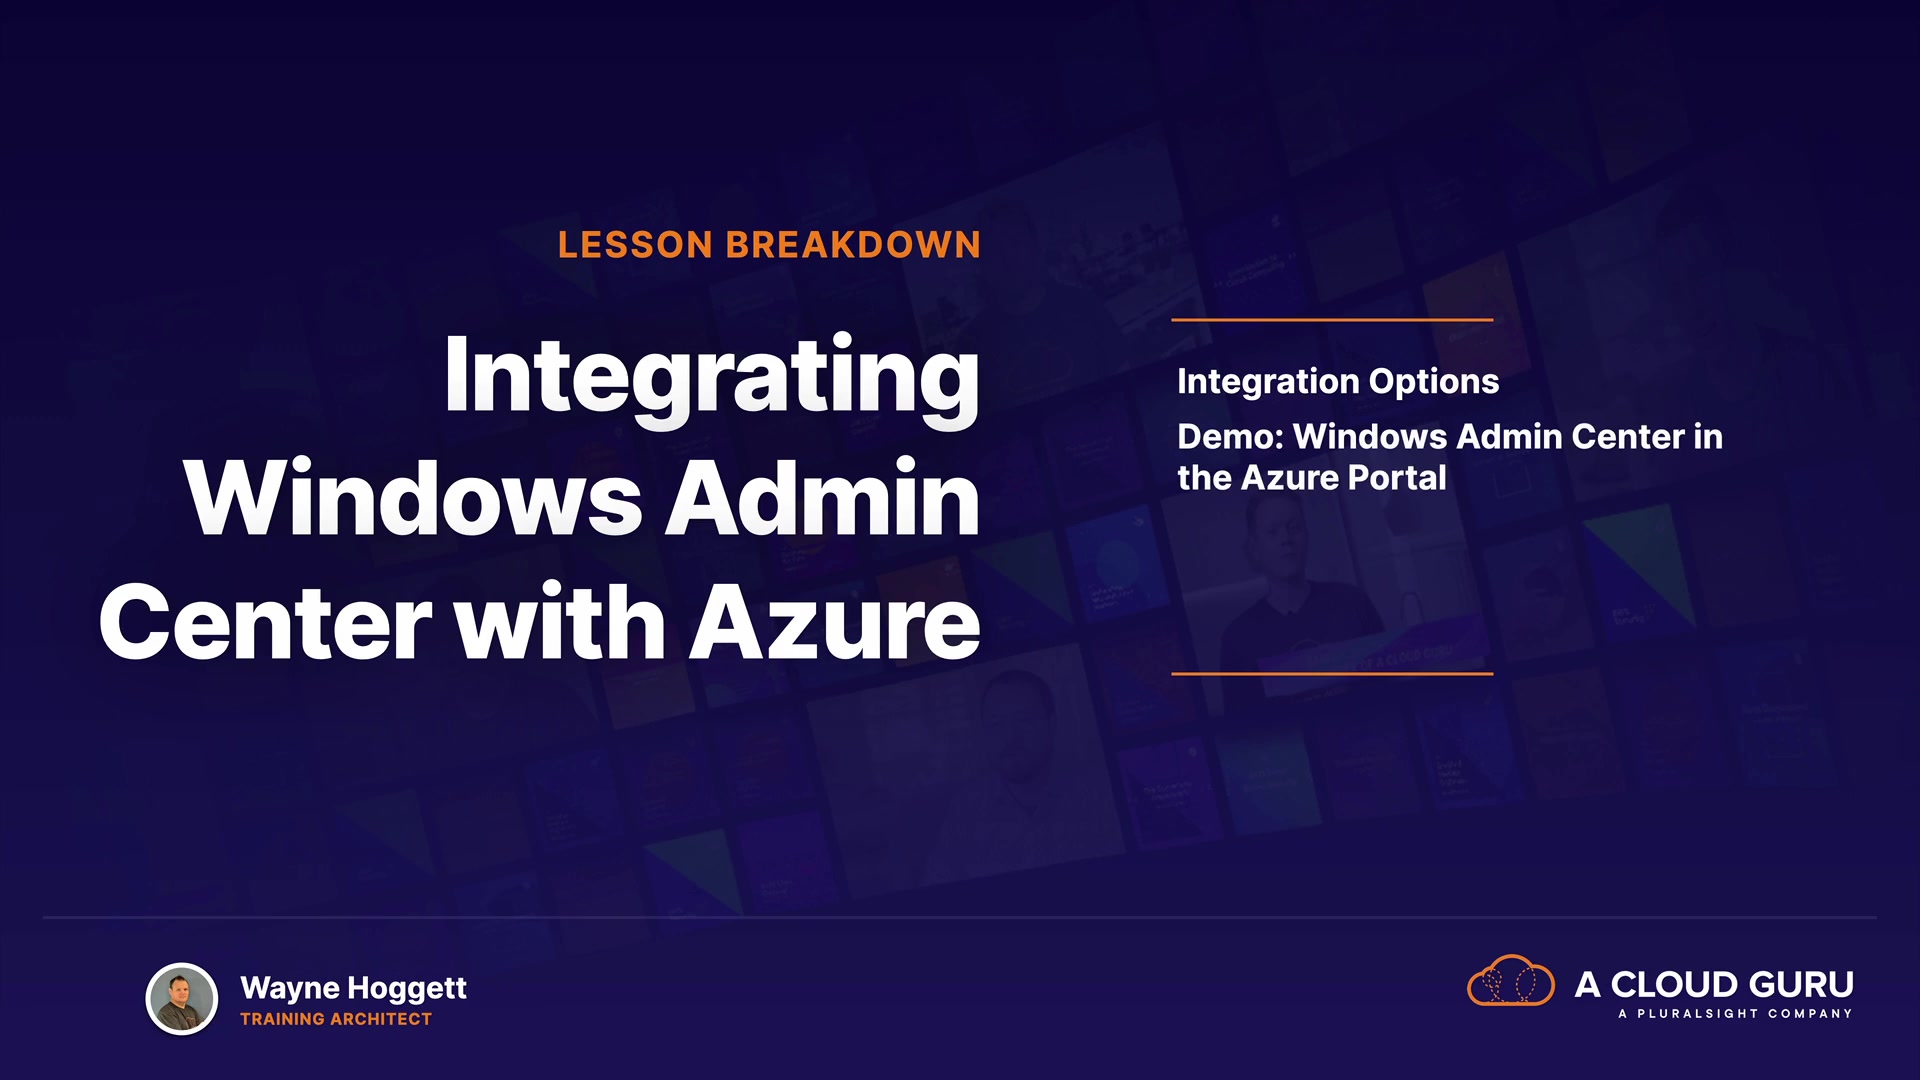 LESSON BREAKDOWN
Integrating
Windows Admin
Center with Azure
Integration Options
Demo: Windows Admin Center in
the Azure Portal
Wayne Hoggett
TRAINING ARCHITECT
A CLOUD GURU
A PLURALSIGHT COMPANY